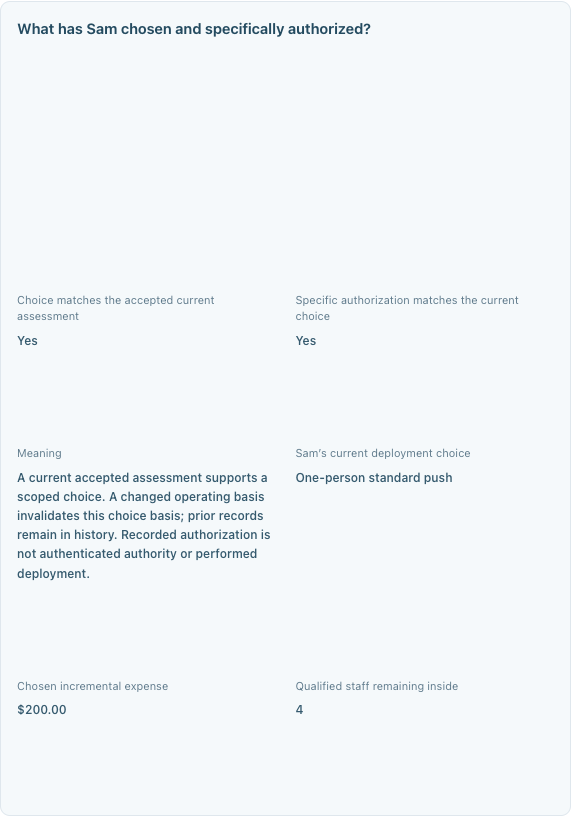 What has Sam chosen and specifically authorized?
Choice matches the accepted current
assessment
Yes
Specific authorization matches the current
choice
Yes
Meaning
A current accepted assessment supports a
scoped choice. A changed operating basis
invalidates this choice basis; prior records
remain in history. Recorded authorization is
not authenticated authority or performed
deployment.
Sam's current deployment choice
One-person standard push
Chosen incremental expense
$200.00
Qualified staff remaining inside
4